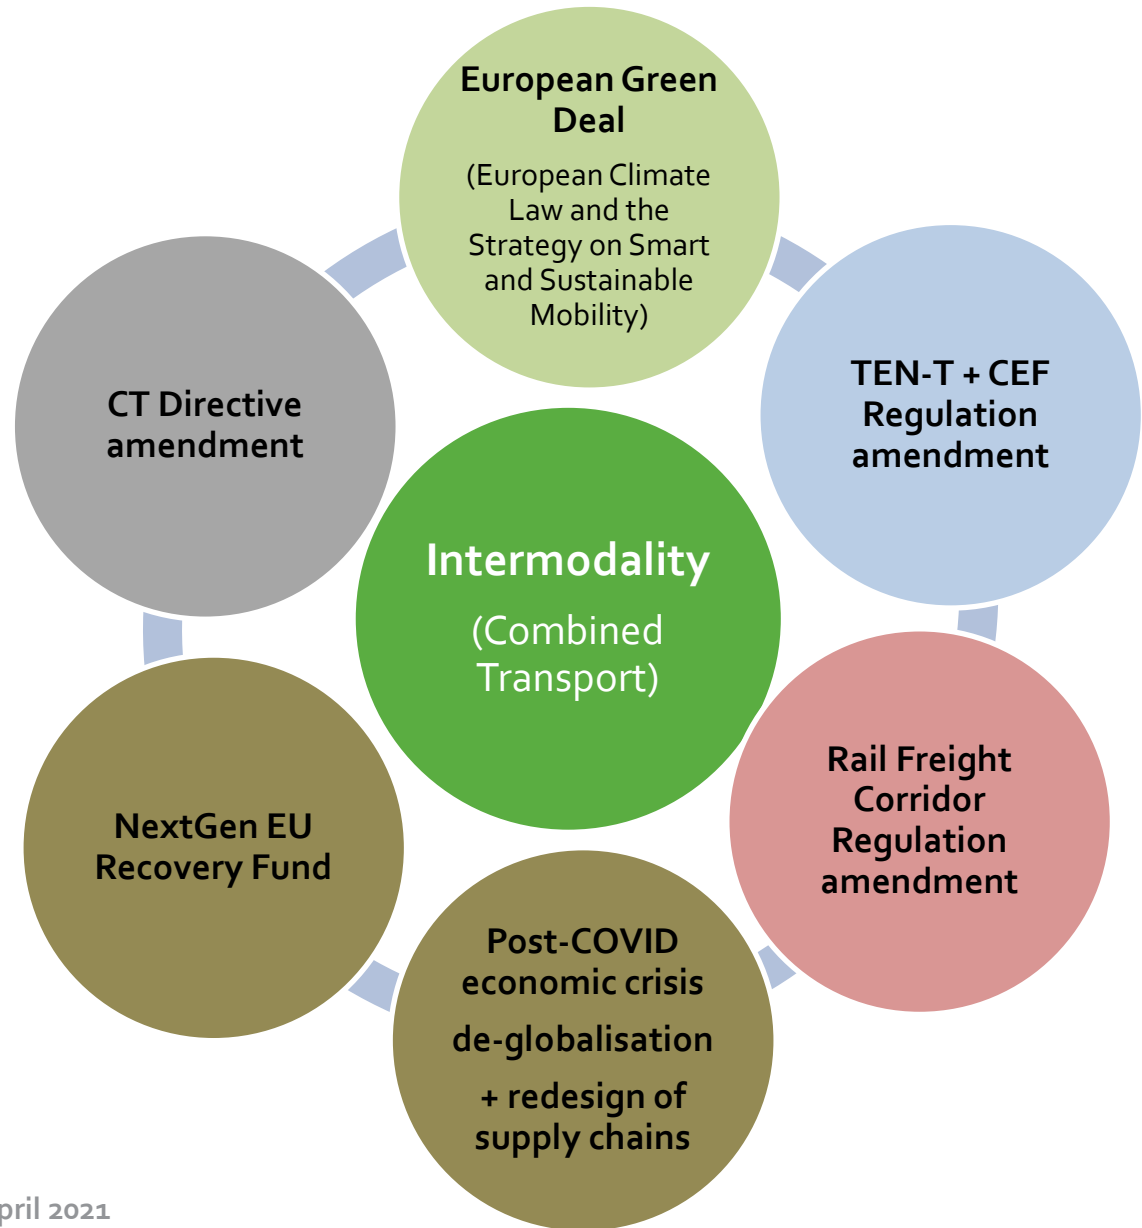 European Green
Deal
(European Climate
Law and the
Strategy on Smart
and Sustainable
Mobility)
TEN-T + CEF
Regulation
amendment
Rail Freight
Corridor
Regulation
amendment
Post-COVID
economic crisis
de-globalisation
+ redesign of
supply chains
NextGen EU
Recovery Fund
CT Directive
amendment
Intermodality
(Combined
Transport)
pril 2021